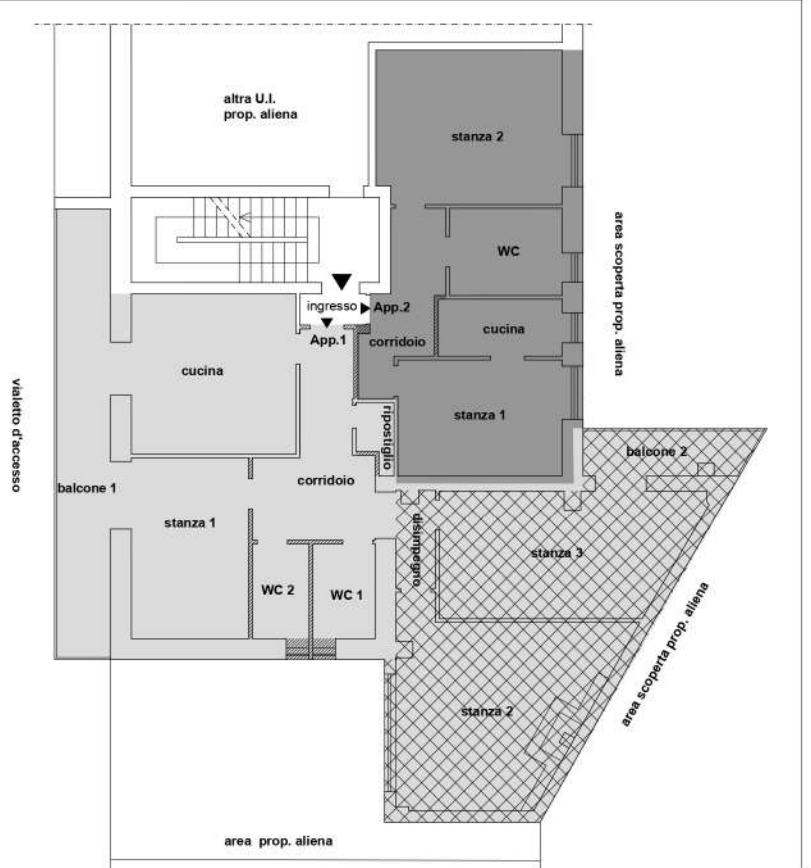 altra U.I.
prop. aliena
stanza 2
WC
area scoperta prop. aliena
ingresso
App.2
App.1
cucina
corridoio
cucina
stanza 1
ripostiglio
vialetto d'accesso
balcone 1
stanza 1
corridoio
balcone 2
disimpegno
stanza 3
WC 2
WC 1
area scoperta prop. aliena
stanza 2
area prop. aliena